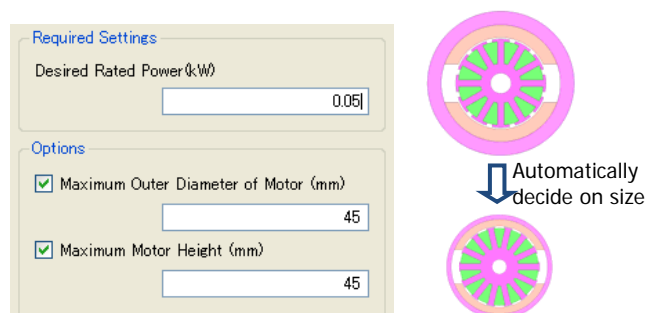 Required Settings
Desired Rated Power(kW)
0.05
Options
Maximum Outer Diameter of Motor (mm)
45
Maximum Motor Height (mm)
45
Automatically
decide on size